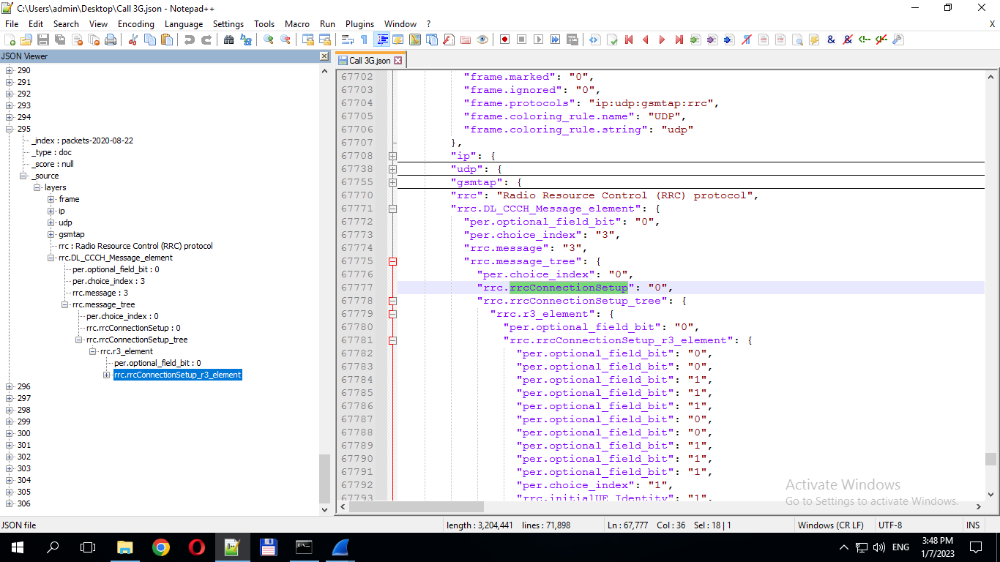 C:\Users\admin\Desktop\Call 3G.json - Notepad++
File Edit Search View Encoding Language Settings Tools Macro Run Plugins Window ? X
JSON Viewer
290
291
292
293
294
295
_index : packets-2020-08-22
_type : doc
_score : null
_source
layers
frame
ip
udp
gsmtap
rrc : Radio Resource Control (RRC) protocol
rrc.DL_CCCH_Message_element
per.optional_field_bit : 0
per.choice_index : 3
rrc.message : 3
rrc.message_tree
per.choice_index : 0
rrc.rrcConnectionSetup : 0
rrc.rrcConnectionSetup_tree
rrc.r3_element
per.optional_field_bit : 0
rrc.rrcConnectionSetup_r3_element
296
297
298
299
300
301
302
303
304
305
306
Call 3G.json
67702 "frame.marked": "0",
67703 "frame.ignored": "0",
67704 "frame.protocols": "ip:udp:gsmtap:rrc",
67705 "frame.coloring_rule.name": "UDP",
67706 "frame.coloring_rule.string": "udp"
67707 },
67708 "ip": {
67738 "udp": {
67755 "gsmtap": {
67770 "rrc": "Radio Resource Control (RRC) protocol",
67771 "rrc.DL_CCCH_Message_element": {
67772 "per.optional_field_bit": "0",
67773 "per.choice_index": "3",
67774 "rrc.message": "3",
67775 "rrc.message_tree": {
67776 "per.choice_index": "0",
67777 "rrc.rrcConnectionSetup": "0",
67778 "rrc.rrcConnectionSetup_tree": {
67779 "rrc.r3_element": {
67780 "per.optional_field_bit": "0",
67781 "rrc.rrcConnectionSetup_r3_element": {
67782 "per.optional_field_bit": "0",
67783 "per.optional_field_bit": "0",
67784 "per.optional_field_bit": "1",
67785 "per.optional_field_bit": "1",
67786 "per.optional_field_bit": "1",
67787 "per.optional_field_bit": "0",
67788 "per.optional_field_bit": "0",
67789 "per.optional_field_bit": "1",
67790 "per.optional_field_bit": "1",
67791 "per.optional_field_bit": "1",
67792 "per.choice_index": "1",
67793 "rrc.initialUE_Identity": "1",
Activate Windows
Go to Settings to activate Windows.
JSON file length : 3,204,441 lines : 71,898 Ln : 67,777 Col : 36 Sel : 18 | 1 Windows (CR LF) UTF-8 INS
ENG
3:48 PM
1/7/2023